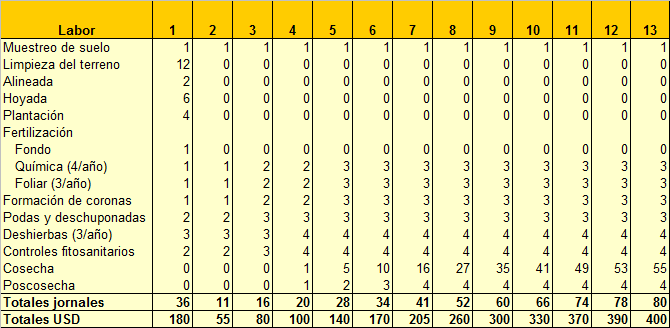 Labor 1 2 3 4 5 6 7 8 9 10 11 12 13
Muestreo de suelo 1 1 1 1 1 1 1 1 1 1 1 1 1
Limpieza del terreno 12 0 0 0 0 0 0 0 0 0 0 0 0
Alineada 2 0 0 0 0 0 0 0 0 0 0 0 0
Hoyada 6 0 0 0 0 0 0 0 0 0 0 0 0
Plantación 4 0 0 0 0 0 0 0 0 0 0 0 0
Fertilización
Fondo 1 0 0 0 0 0 0 0 0 0 0 0 0
Química (4/año) 1 1 2 2 3 3 3 3 3 3 3 3 3
Foliar (3/año) 1 1 2 2 3 3 3 3 3 3 3 3 3
Formación de coronas 1 1 2 2 3 3 3 3 3 3 3 3 3
Podas y deschuponadas 2 2 3 3 3 3 3 3 3 3 3 3 3
Deshierbas (3/año) 3 3 3 4 4 4 4 4 4 4 4 4 4
Controles fitosanitarios 2 2 3 4 4 4 4 4 4 4 4 4 4
Cosecha 0 0 0 1 5 10 16 27 35 41 49 53 55
Poscosecha 0 0 0 1 2 3 4 4 4 4 4 4 4
Totales jornales 36 11 16 20 28 34 41 52 60 66 74 78 80
Totales USD 180 55 80 100 140 170 205 260 300 330 370 390 400